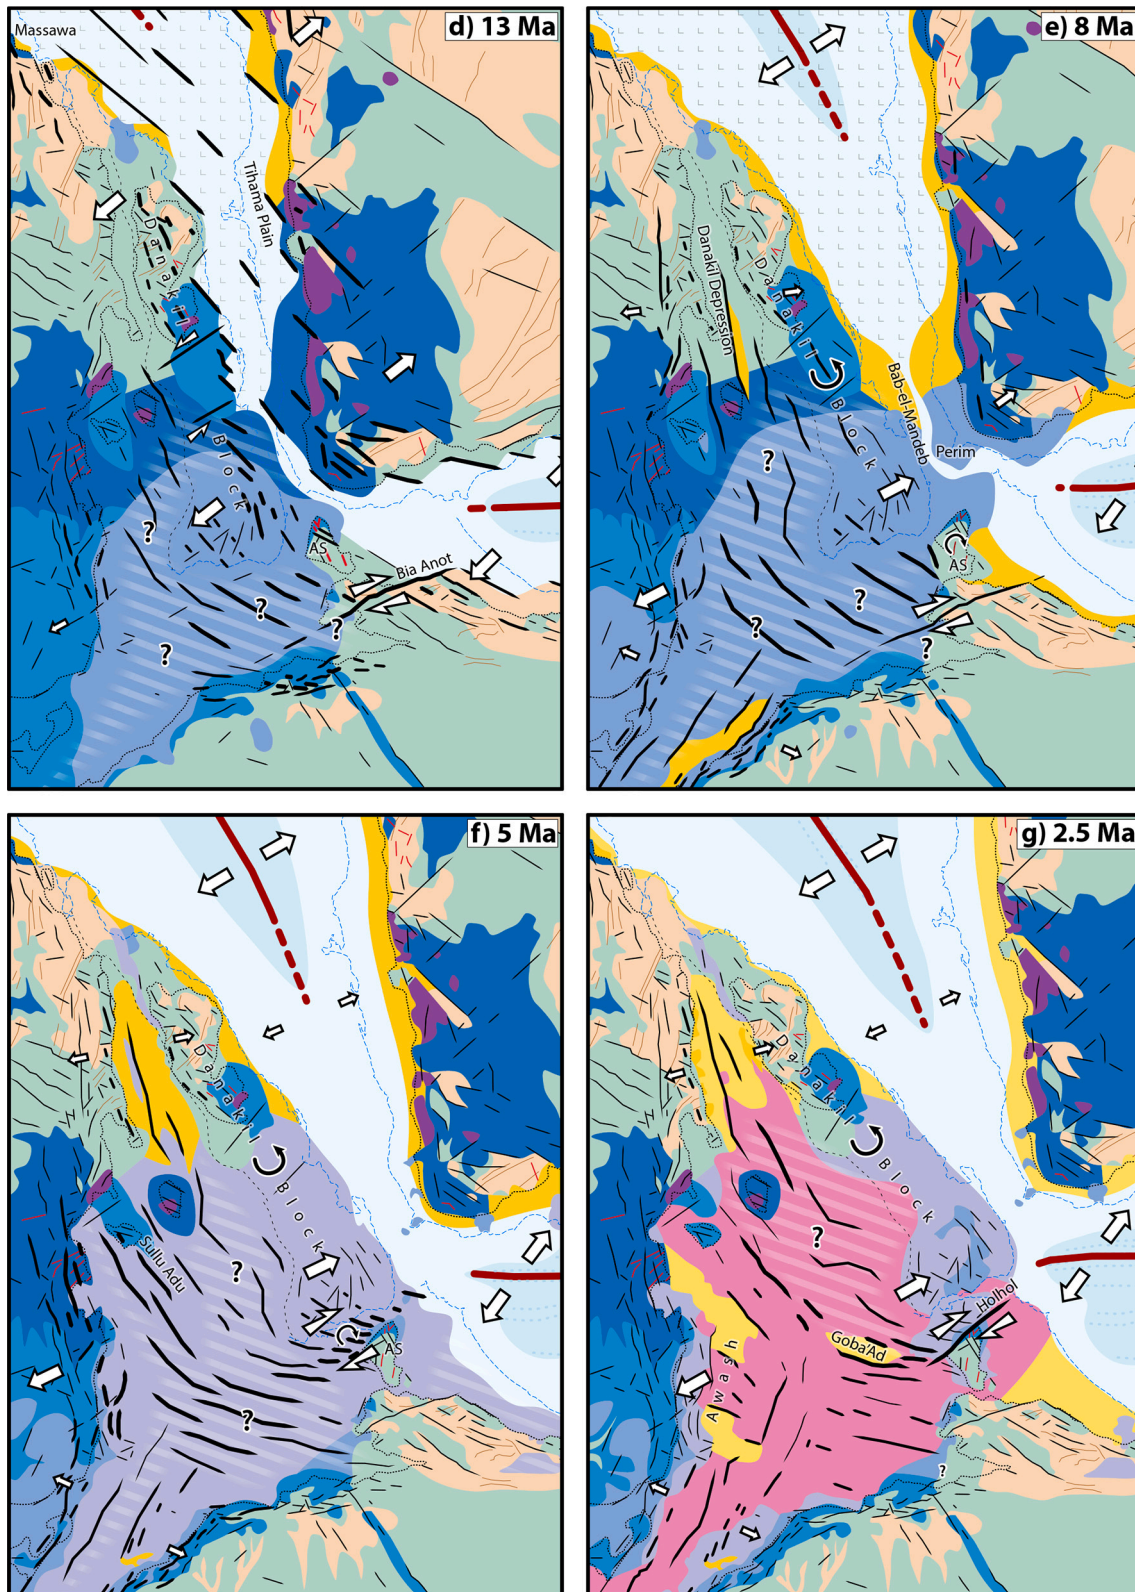 d) 13 Ma
Massawa
Tihama Plain
Danakil
Block
?
AS
Bia Anot
?
?
?
e) 8 Ma
Danakil Depression
Danakil
Block
Bab-el-Mandeb
Perim
?
AS
?
?
?
f) 5 Ma
Danakil
Block
Sullu Adu
?
AS
?
g) 2.5 Ma
Danakil
Block
?
Holhol
Goba'Ad
Awash
?